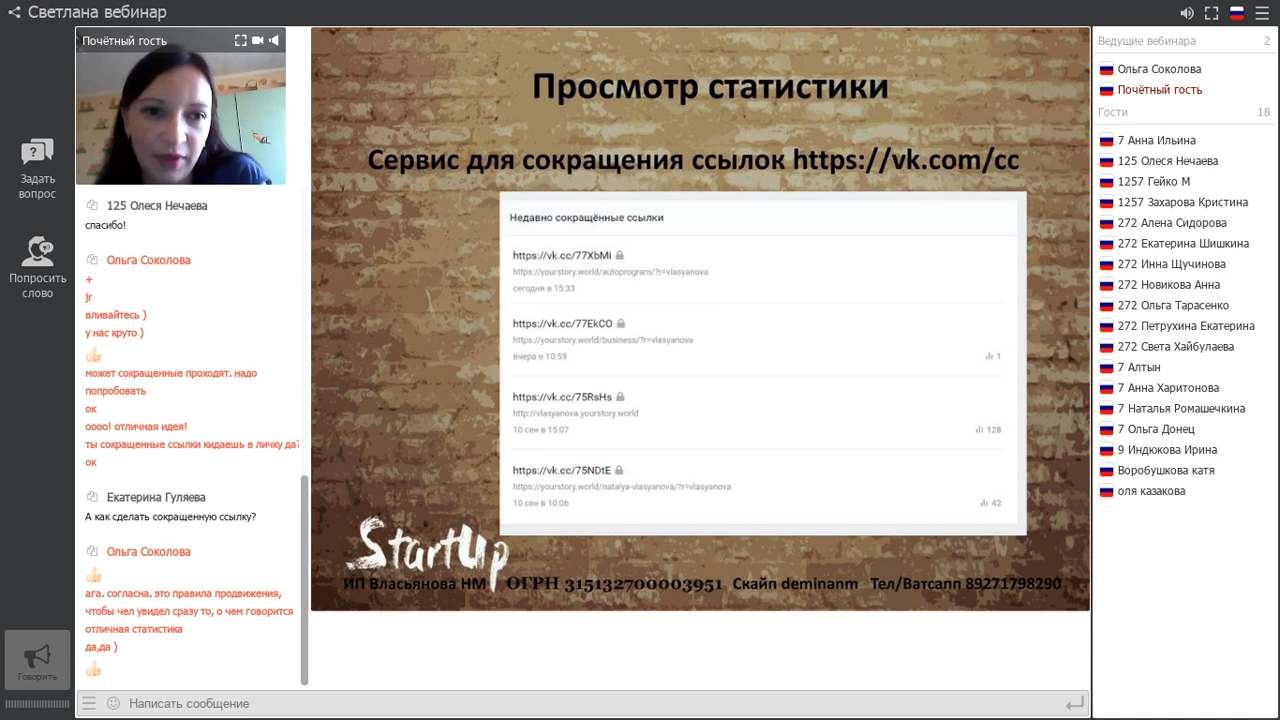 Светлана вебинар
Задать
вопрос
Попросить
слово
Говорить
Почётный гость
125 Олеся Нечаева
спасибо!
Ольга Соколова
+
jr
вливайтесь )
у нас круто )
может сокращенные проходят. надо
попробовать
ок
оооо! отличная идея!
ты сокращенные ссылки кидаешь в личку да?
ок
Екатерина Гуляева
А как сделать сокращенную ссылку?
Ольга Соколова
ага. согласна. это правила продвижения,
чтобы чел увидел сразу то, о чем говорится
отличная статистика
да,да )
Написать сообщение
Просмотр статистики
Сервис для сокращения ссылок https://vk.com/cc
Недавно сокращённые ссылки
https://vk.cc/77XbMi
https://yourstory.world/autoprogram/?r=vlasyanova
сегодня в 15:33
https://vk.cc/77EkCO
https://yourstory.world/business/?r=vlasyanova
вчера в 10:59 1
https://vk.cc/75RsHs
http://vlasyanova.yourstory.world
10 сен в 15:07 128
https://vk.cc/75NDtE
https://yourstory.world/natalya-vlasyanova/?r=vlasyanova
10 сен в 10:06 42
StartUp
ИП Власьянова НМ ОГРН 315132700003951 Скайп deminanm Тел/Ватсапп 89271798290
Ведущие вебинара 2
Ольга Соколова
Почётный гость
Гости 18
7 Анна Ильина
125 Олеся Нечаева
1257 Гейко М
1257 Захарова Кристина
272 Алена Сидорова
272 Екатерина Шишкина
272 Инна Щучинова
272 Новикова Анна
272 Ольга Тарасенко
272 Петрухина Екатерина
272 Света Хайбулаева
7 Алтын
7 Анна Харитонова
7 Наталья Ромашечкина
7 Ольга Донец
9 Индюкова Ирина
Воробушкова катя
оля казакова